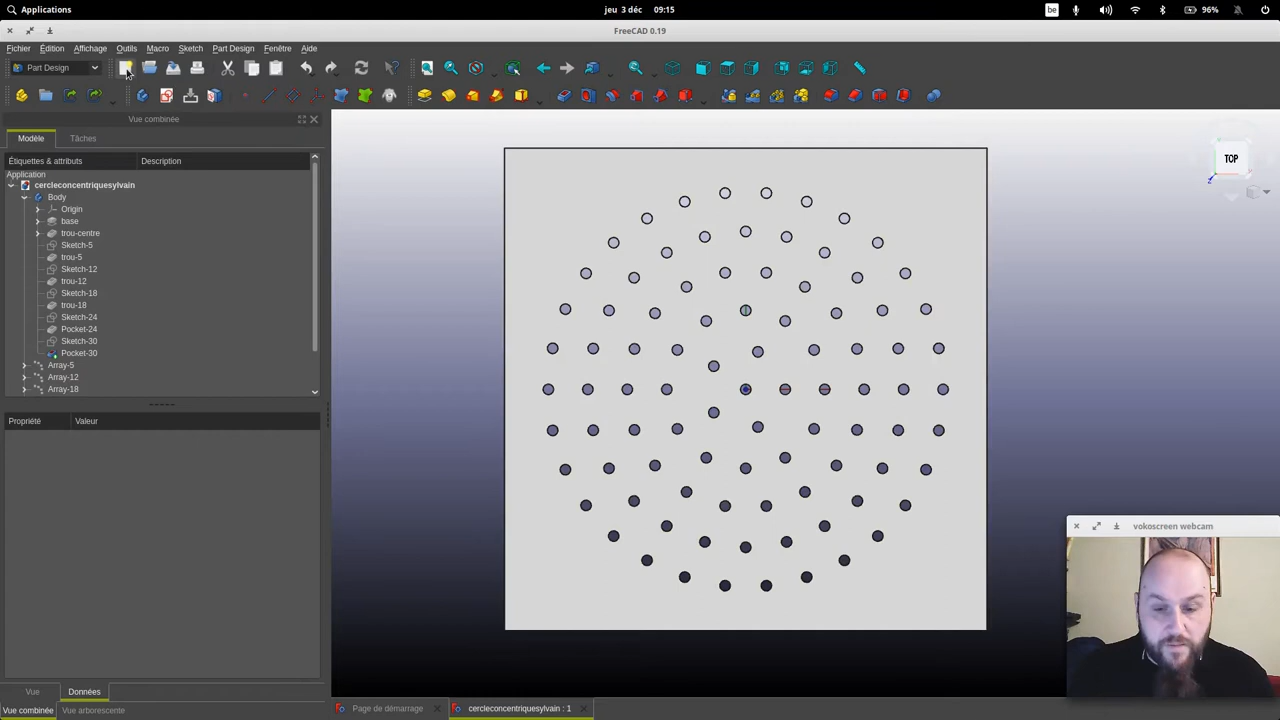 Applications
jeu 3 déc 09:15
be
96%
FreeCAD 0.19
Fichier Édition Affichage Outils Macro Sketch Part Design Fenêtre Aide
Part Design
Vue combinée
Modèle Tâches
Étiquettes & attributs Description
Application
cercleconcentriquesylvain
Body
Origin
base
trou-centre
Sketch-5
trou-5
Sketch-12
trou-12
Sketch-18
trou-18
Sketch-24
Pocket-24
Sketch-30
Pocket-30
Array-5
Array-12
Array-18
Propriété Valeur
TOP
vokoscreen webcam
Vue Données
Vue combinée Vue arborescente
Page de démarrage
cercleconcentriquesylvain : 1